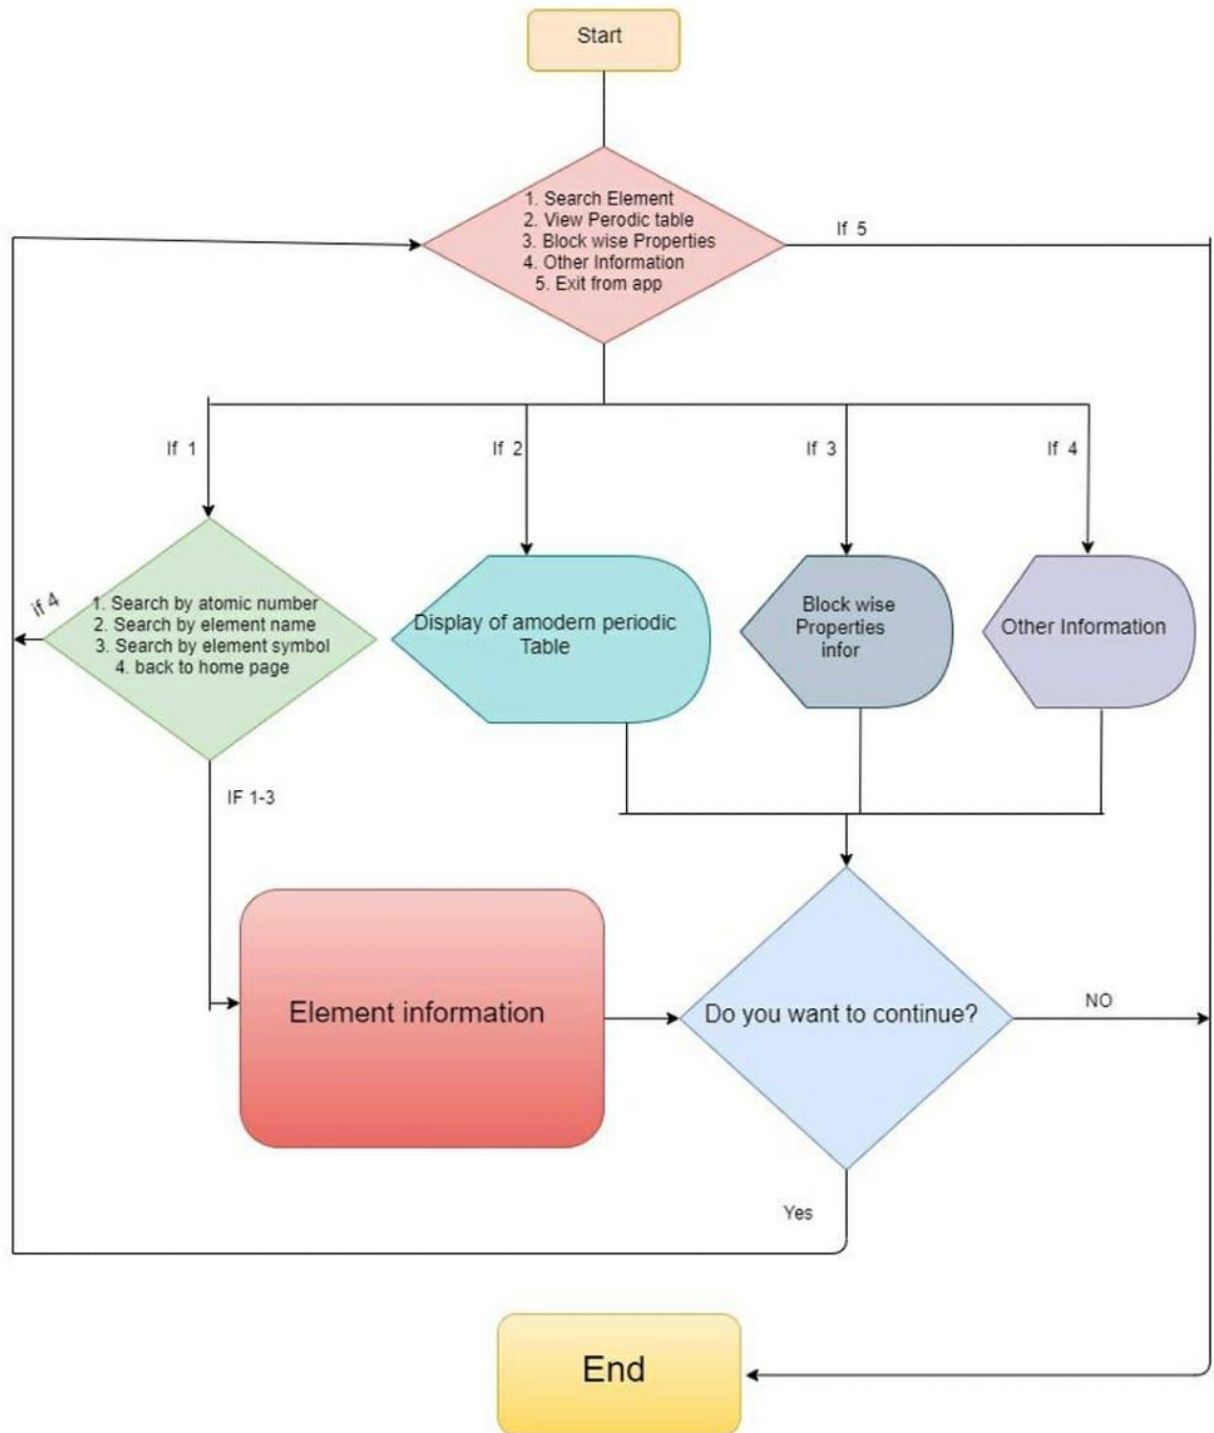 Start
1. Search Element
2. View Perodic table
3. Block wise Properties
4. Other Information
5. Exit from app
If 5
If 1
If 2
If 3
If 4
if 4
1. Search by atomic number
2. Search by element name
3. Search by element symbol
4. back to home page
Display of amodern periodic
Table
Block wise
Properties
infor
Other Information
IF 1-3
Element information
Do you want to continue?
NO
Yes
End